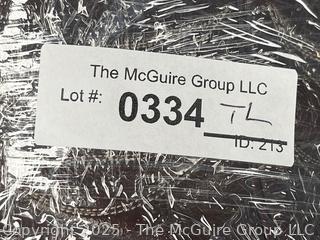 The McGuire Group LLC
Lot #: 0334 TL
ID: 213
Copyright 2025 - The McGuire Group LLC